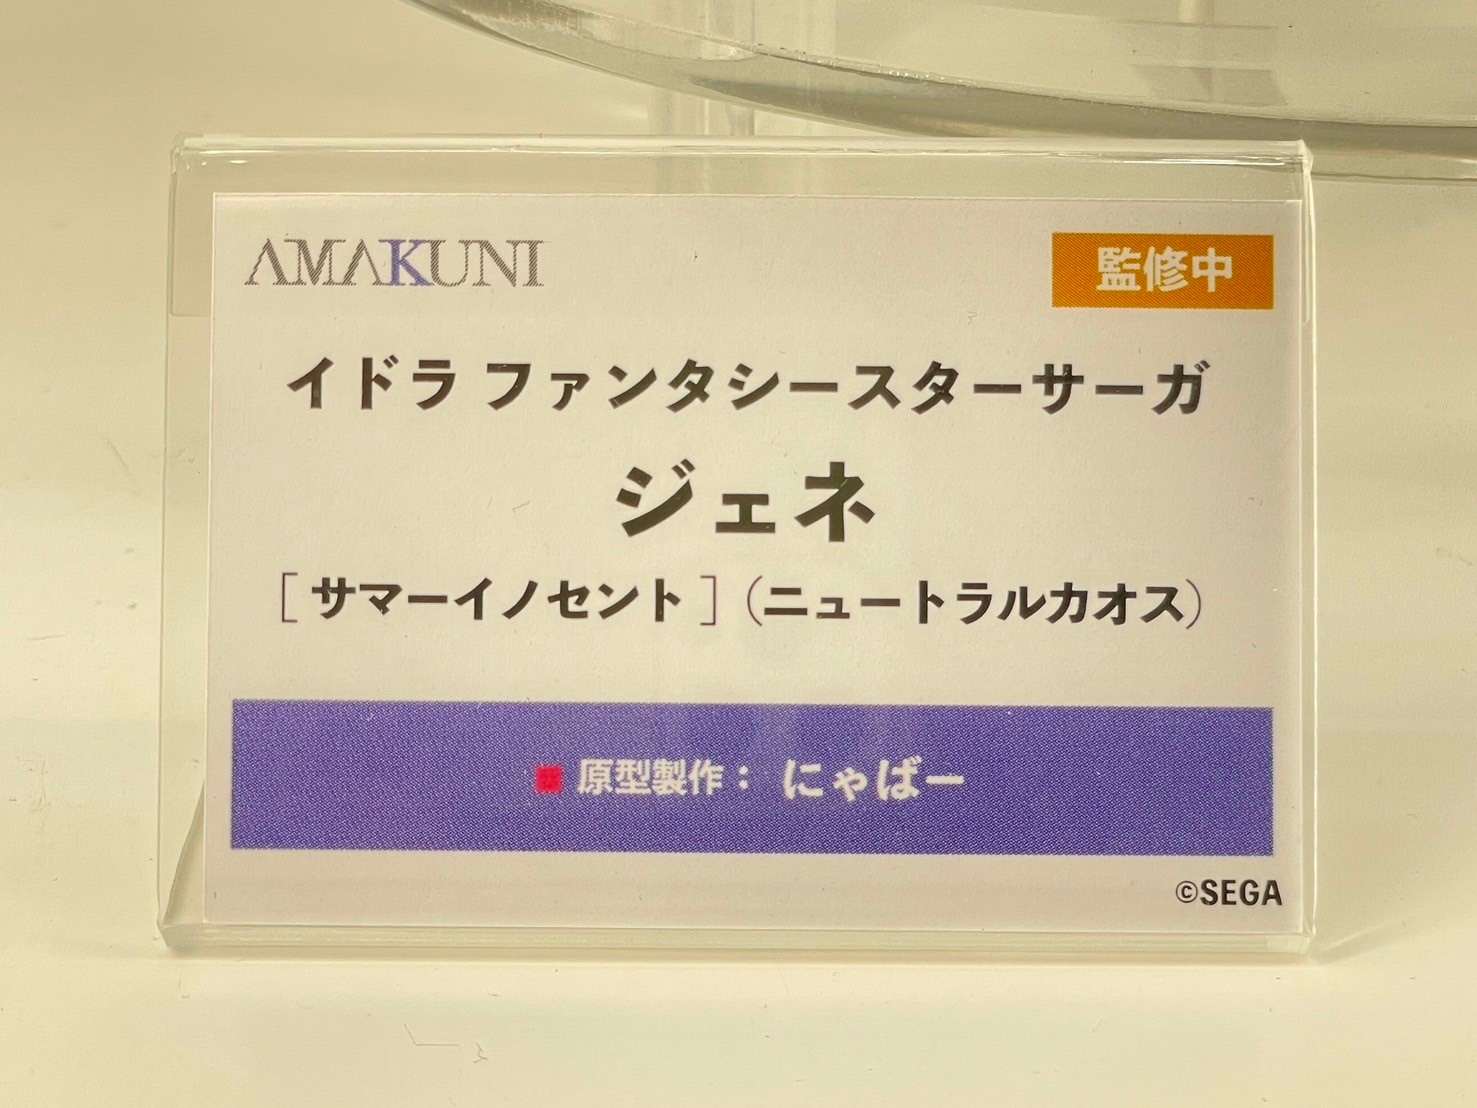 AMAKUNI
監修中
イドラ ファンタシースターサーガ
ジェネ
［サマーイノセント］（ニュートラルカオス）
■ 原型製作： にゃばー
©SEGA